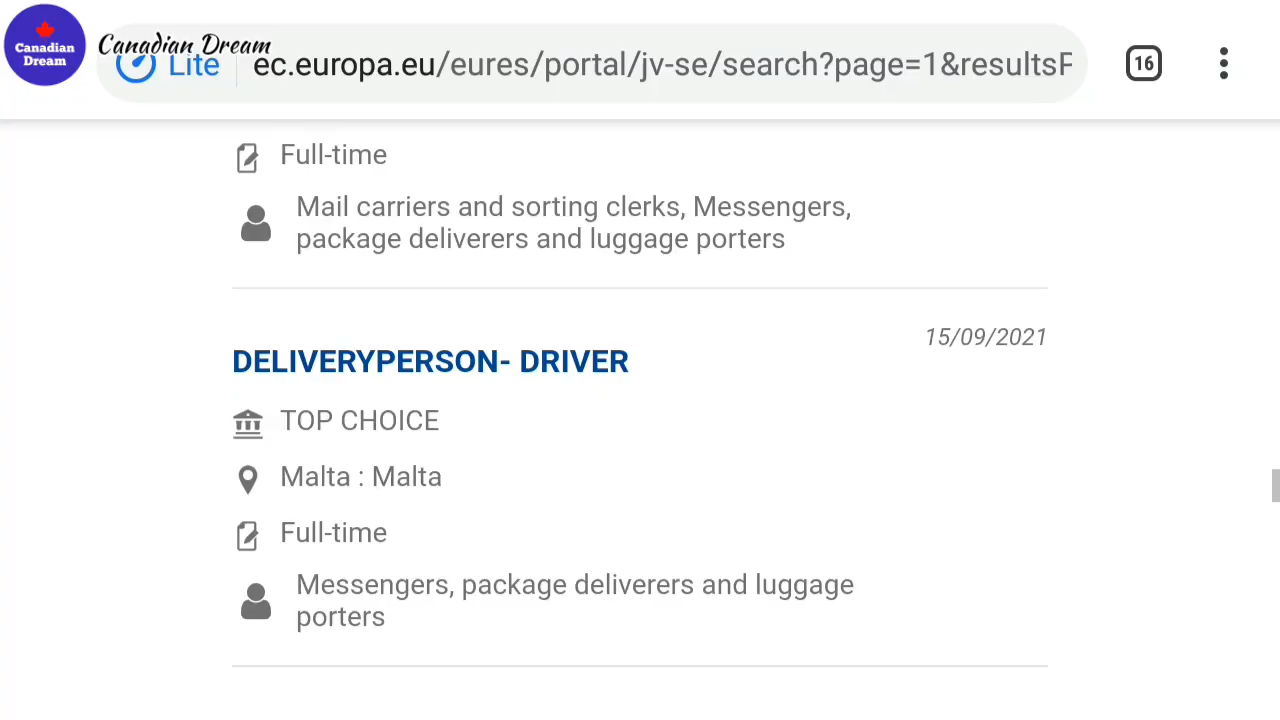 Canadian
Dream
Canadian Dream
Lite
ec.europa.eu/eures/portal/jv-se/search?page=1&resultsF
16
Full-time
Mail carriers and sorting clerks, Messengers,
package deliverers and luggage porters
15/09/2021
DELIVERYPERSON- DRIVER
TOP CHOICE
Malta : Malta
Full-time
Messengers, package deliverers and luggage
porters